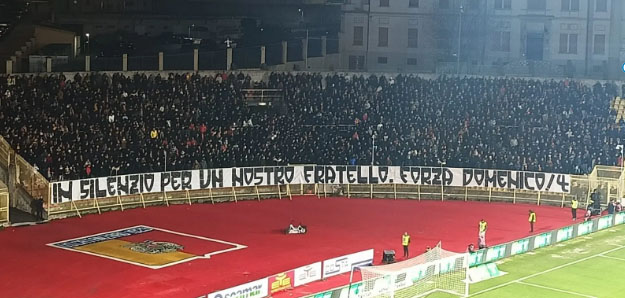 IN SILENZIO PER UN NOSTRO FRATELLO. FORZA DOMENICO/4